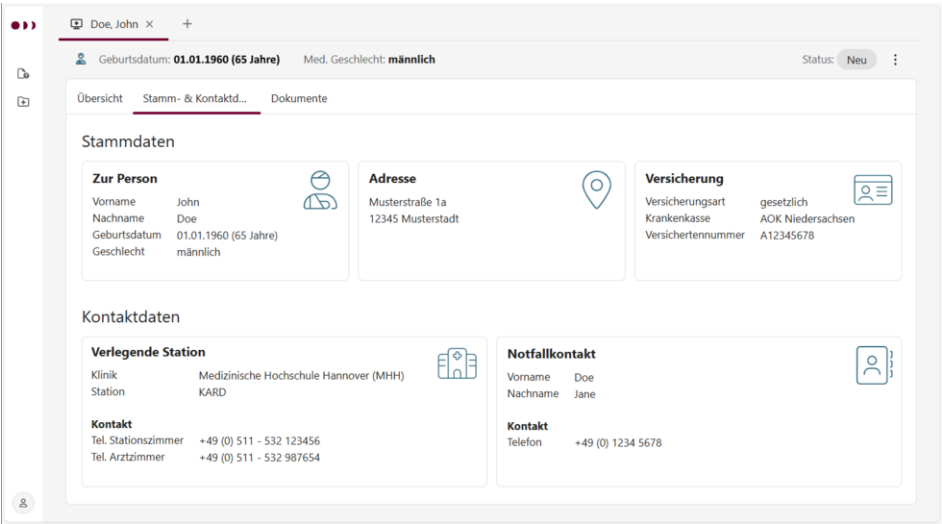 Doe, John
Geburtsdatum: 01.01.1960 (65 Jahre) Med. Geschlecht: männlich Status: Neu
Übersicht Stamm- & Kontaktd... Dokumente
Stammdaten
Zur Person
Vorname John
Nachname Doe
Geburtsdatum 01.01.1960 (65 Jahre)
Geschlecht männlich
Adresse
Musterstraße 1a
12345 Musterstadt
Versicherung
Versicherungsart gesetzlich
Krankenkasse AOK Niedersachsen
Versichertennummer A12345678
Kontaktdaten
Verlegende Station
Klinik Medizinische Hochschule Hannover (MHH)
Station KARD
Kontakt
Tel. Stationszimmer +49 (0) 511 - 532 123456
Tel. Arztzimmer +49 (0) 511 - 532 987654
Notfallkontakt
Vorname Doe
Nachname Jane
Kontakt
Telefon +49 (0) 1234 5678